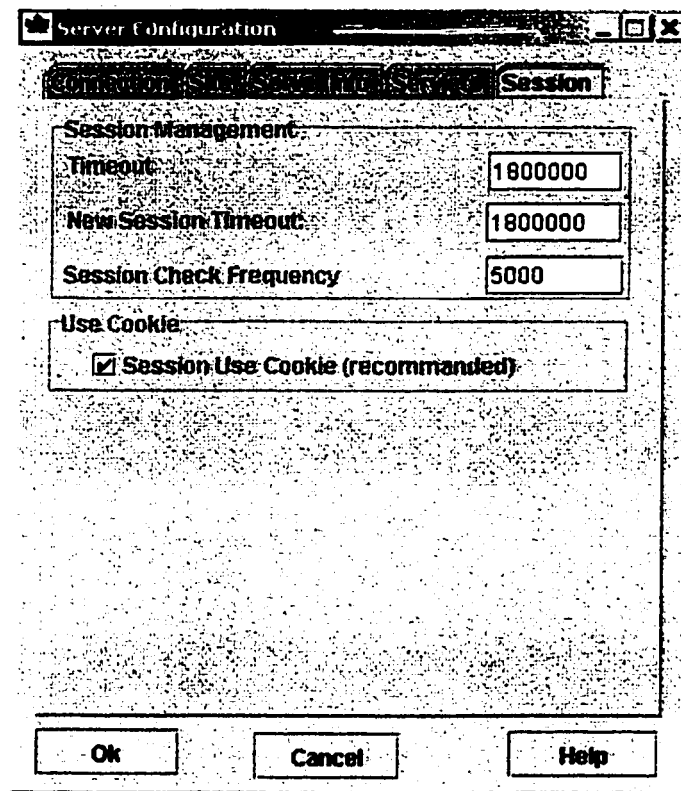 Server Configuration
Session
Session Management
Timeout 1800000
New Session Timeout: 1800000
Session Check Frequency 5000
Use Cookie
Session Use Cookie (recommanded)
Ok Cancel Help